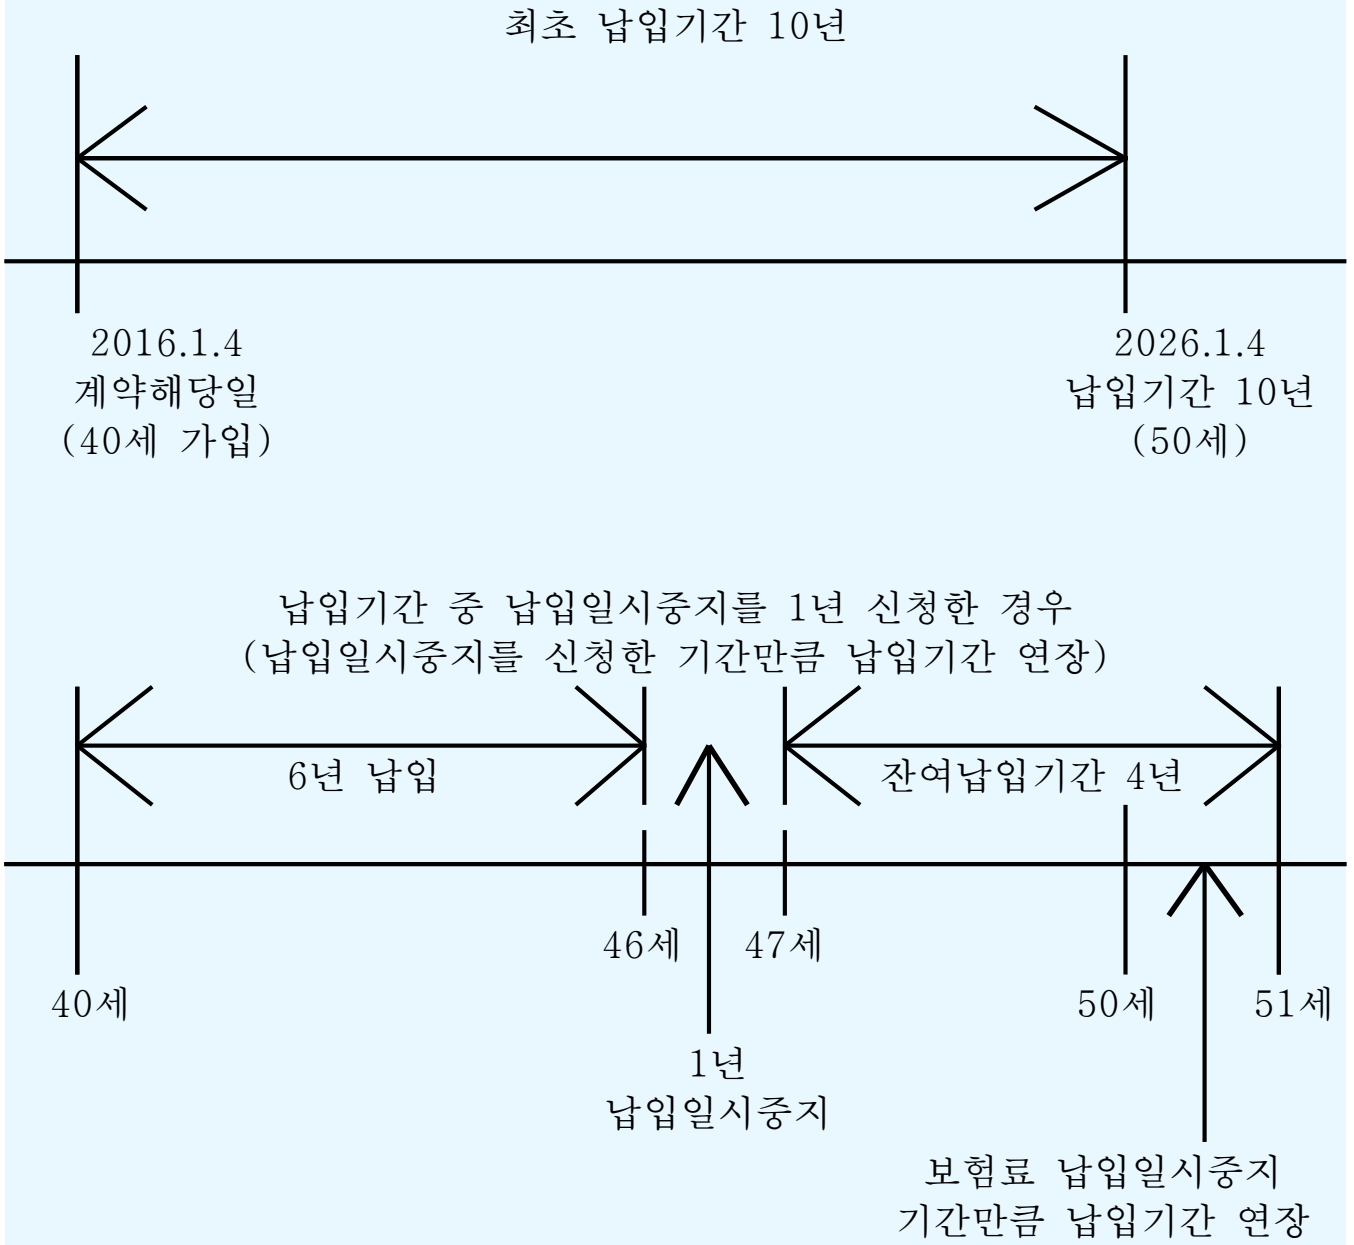 최초 납입기간 10년
2016.1.4
계약해당일
(40세 가입)
2026.1.4
납입기간 10년
(50세)
납입기간 중 납입일시중지를 1년 신청한 경우
(납입일시중지를 신청한 기간만큼 납입기간 연장)
6년 납입
잔여납입기간 4년
46세
47세
40세
50세
51세
1년
납입일시중지
보험료 납입일시중지
기간만큼 납입기간 연장